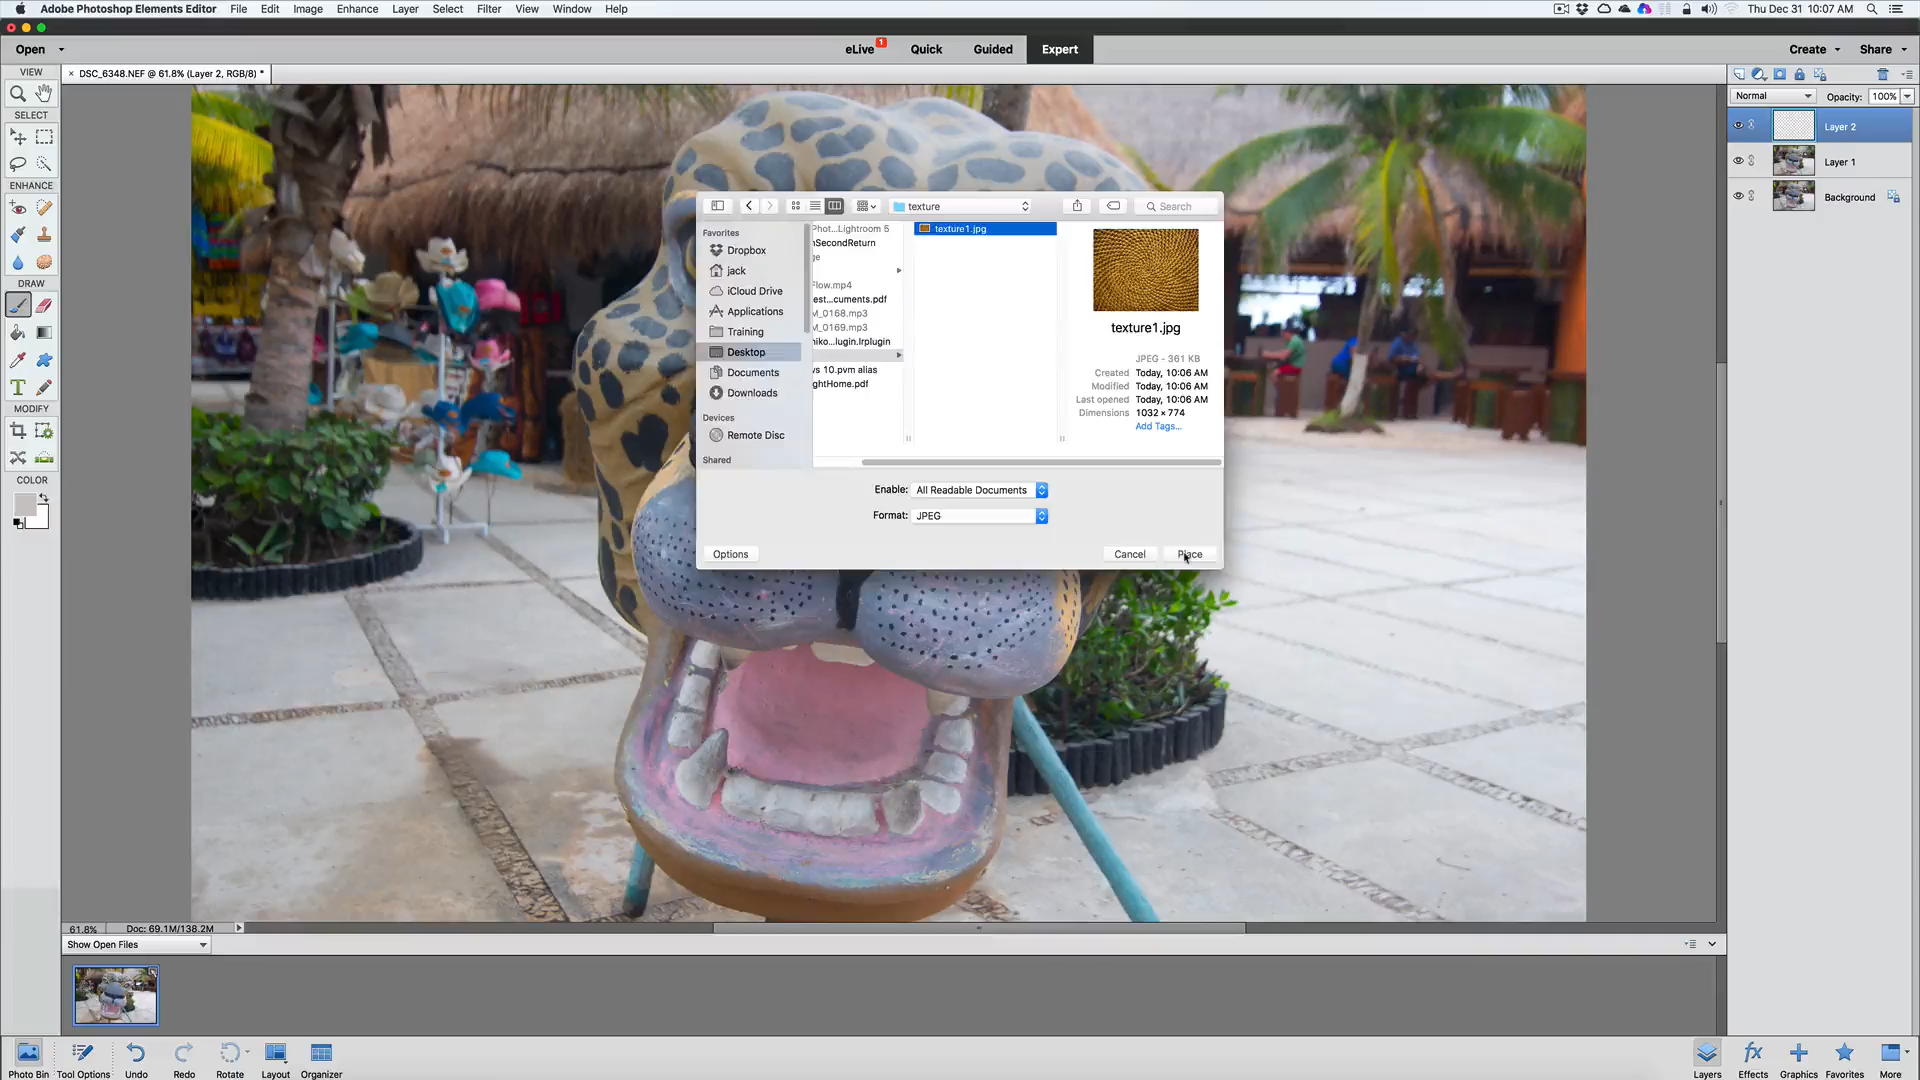 Adobe Photoshop Elements Editor File Edit Image Enhance Layer Select Filter View Window Help Thu Dec 31 10:07 AM
Open eLive 1 Quick Guided Expert Create Share
VIEW × DSC_6348.NEF @ 61.8% (Layer 2, RGB/8) *
Normal Opacity: 100%
SELECT
Layer 2
Layer 1
Background
ENHANCE
DRAW
MODIFY
COLOR
texture Search
Favorites
Dropbox
jack
iCloud Drive
Applications
Training
Desktop
Documents
Downloads
Devices
Remote Disc
Shared
Phot...Lightroom 5
nSecondReturn
ge
Flow.mp4
est...cuments.pdf
M_0168.mp3
M_0169.mp3
niko...lugin.lrplugin
ws 10.pvm alias
ghtHome.pdf
texture1.jpg
texture1.jpg
JPEG - 361 KB
Created Today, 10:06 AM
Modified Today, 10:06 AM
Last opened Today, 10:06 AM
Dimensions 1032 × 774
Add Tags...
Enable: All Readable Documents
Format: JPEG
Options Cancel Place
61.8% Doc: 69.1M/138.2M
Show Open Files
Photo Bin Tool Options Undo Redo Rotate Layout Organizer Layers Effects Graphics Favorites More